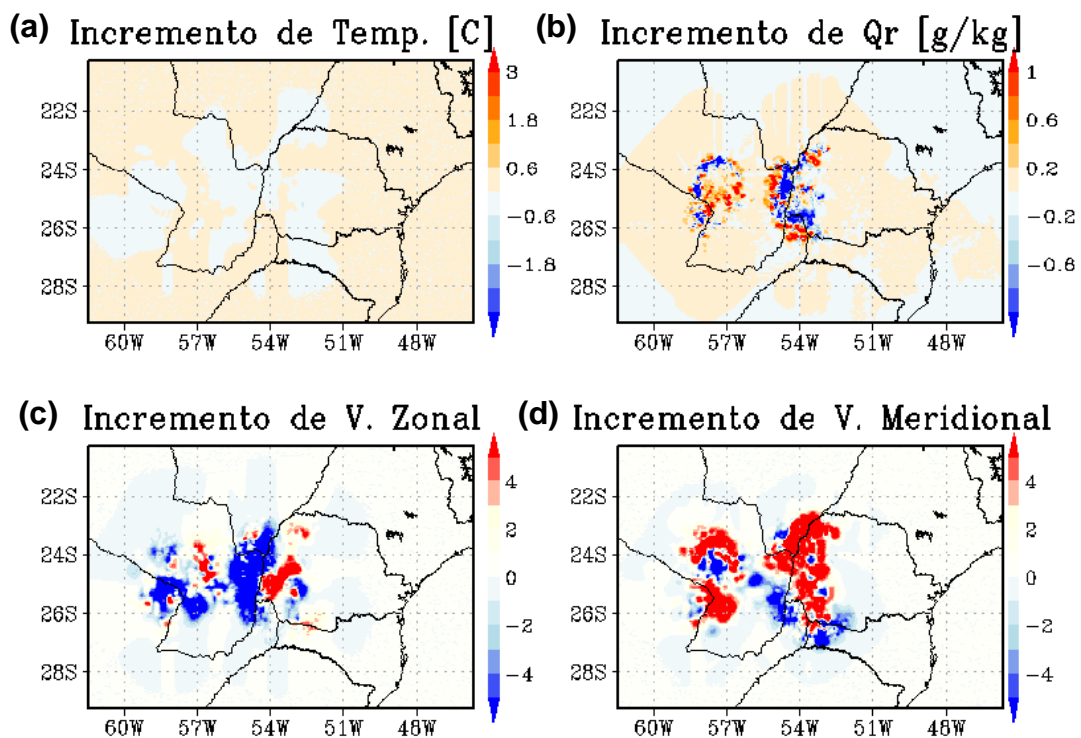 (a) Incremento de Temp. [C]
3
1.8
0.6
−0.6
−1.8
22S
24S
26S
28S
60W 57W 54W 51W 48W
(b) Incremento de Qr [g/kg]
1
0.6
0.2
−0.2
−0.6
22S
24S
26S
28S
60W 57W 54W 51W 48W
(c) Incremento de V. Zonal
4
2
0
−2
−4
22S
24S
26S
28S
60W 57W 54W 51W 48W
(d) Incremento de V. Meridional
4
2
0
−2
−4
22S
24S
26S
28S
60W 57W 54W 51W 48W